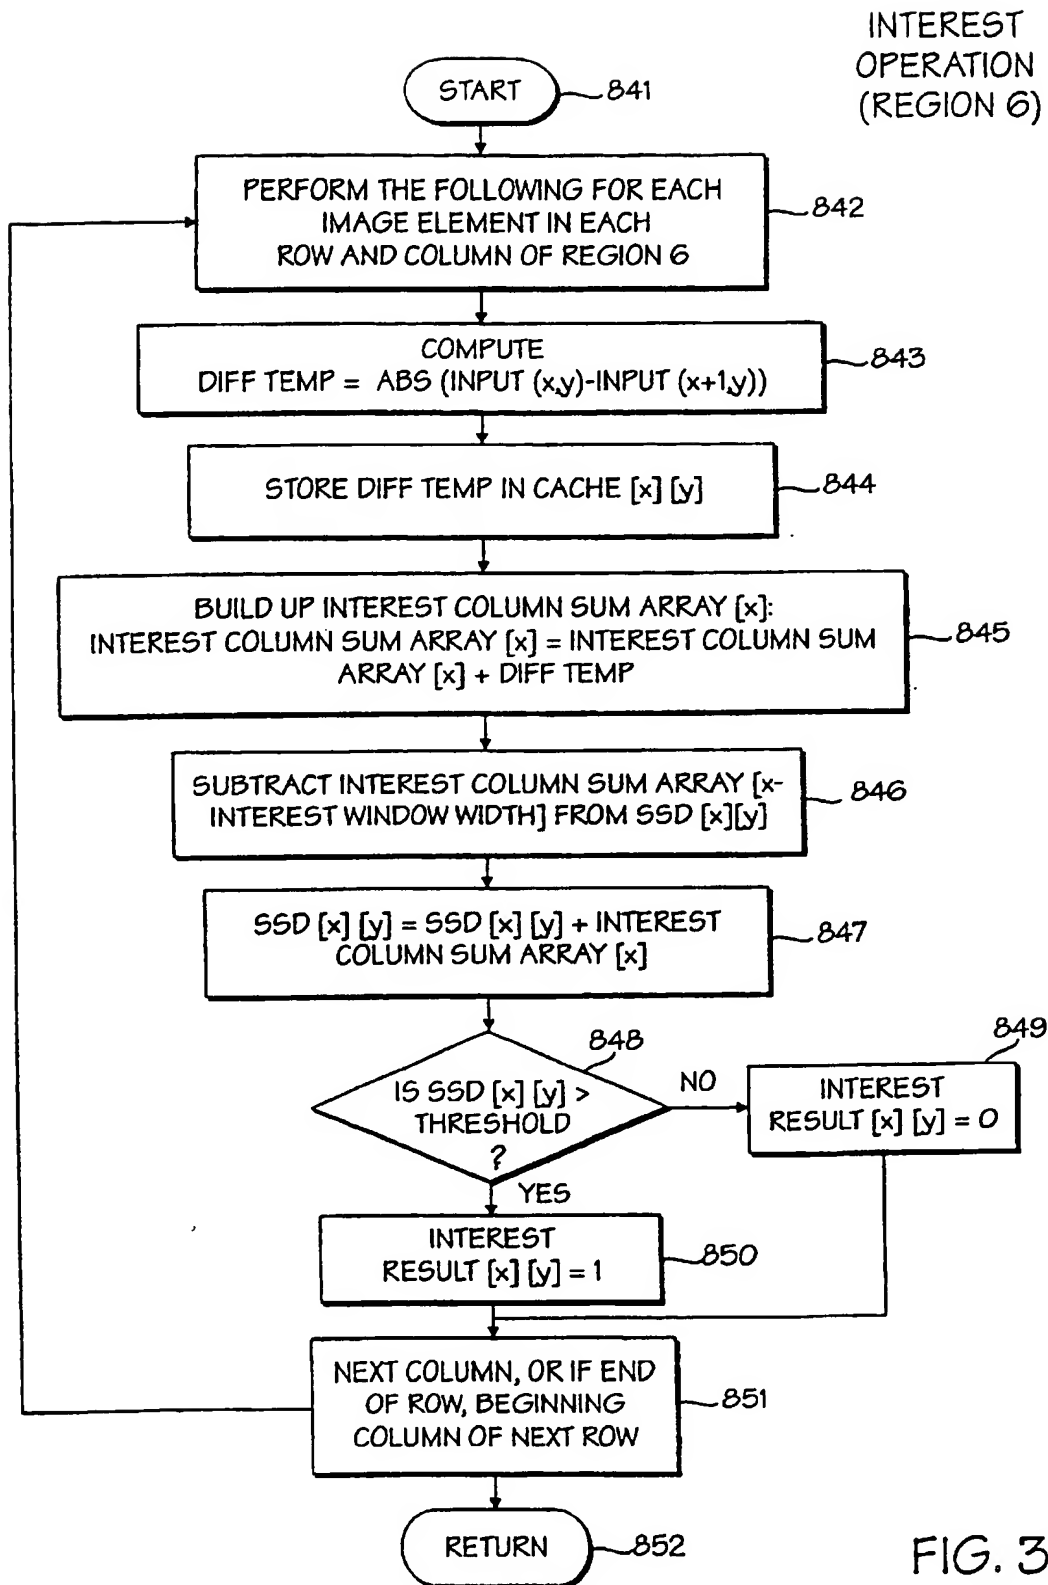 INTEREST
OPERATION
(REGION 6)
START
841
PERFORM THE FOLLOWING FOR EACH
IMAGE ELEMENT IN EACH
ROW AND COLUMN OF REGION 6
842
COMPUTE
DIFF TEMP = ABS (INPUT (x,y)-INPUT (x+1,y))
843
STORE DIFF TEMP IN CACHE [x] [y]
844
BUILD UP INTEREST COLUMN SUM ARRAY [x]:
INTEREST COLUMN SUM ARRAY [x] = INTEREST COLUMN SUM
ARRAY [x] + DIFF TEMP
845
SUBTRACT INTEREST COLUMN SUM ARRAY [x-
INTEREST WINDOW WIDTH] FROM SSD [x][y]
846
SSD [x] [y] = SSD [x] [y] + INTEREST
COLUMN SUM ARRAY [x]
847
IS SSD [x] [y] >
THRESHOLD
?
848
NO
INTEREST
RESULT [x] [y] = 0
849
YES
INTEREST
RESULT [x] [y] = 1
850
NEXT COLUMN, OR IF END
OF ROW, BEGINNING
COLUMN OF NEXT ROW
851
RETURN
852
FIG. 3